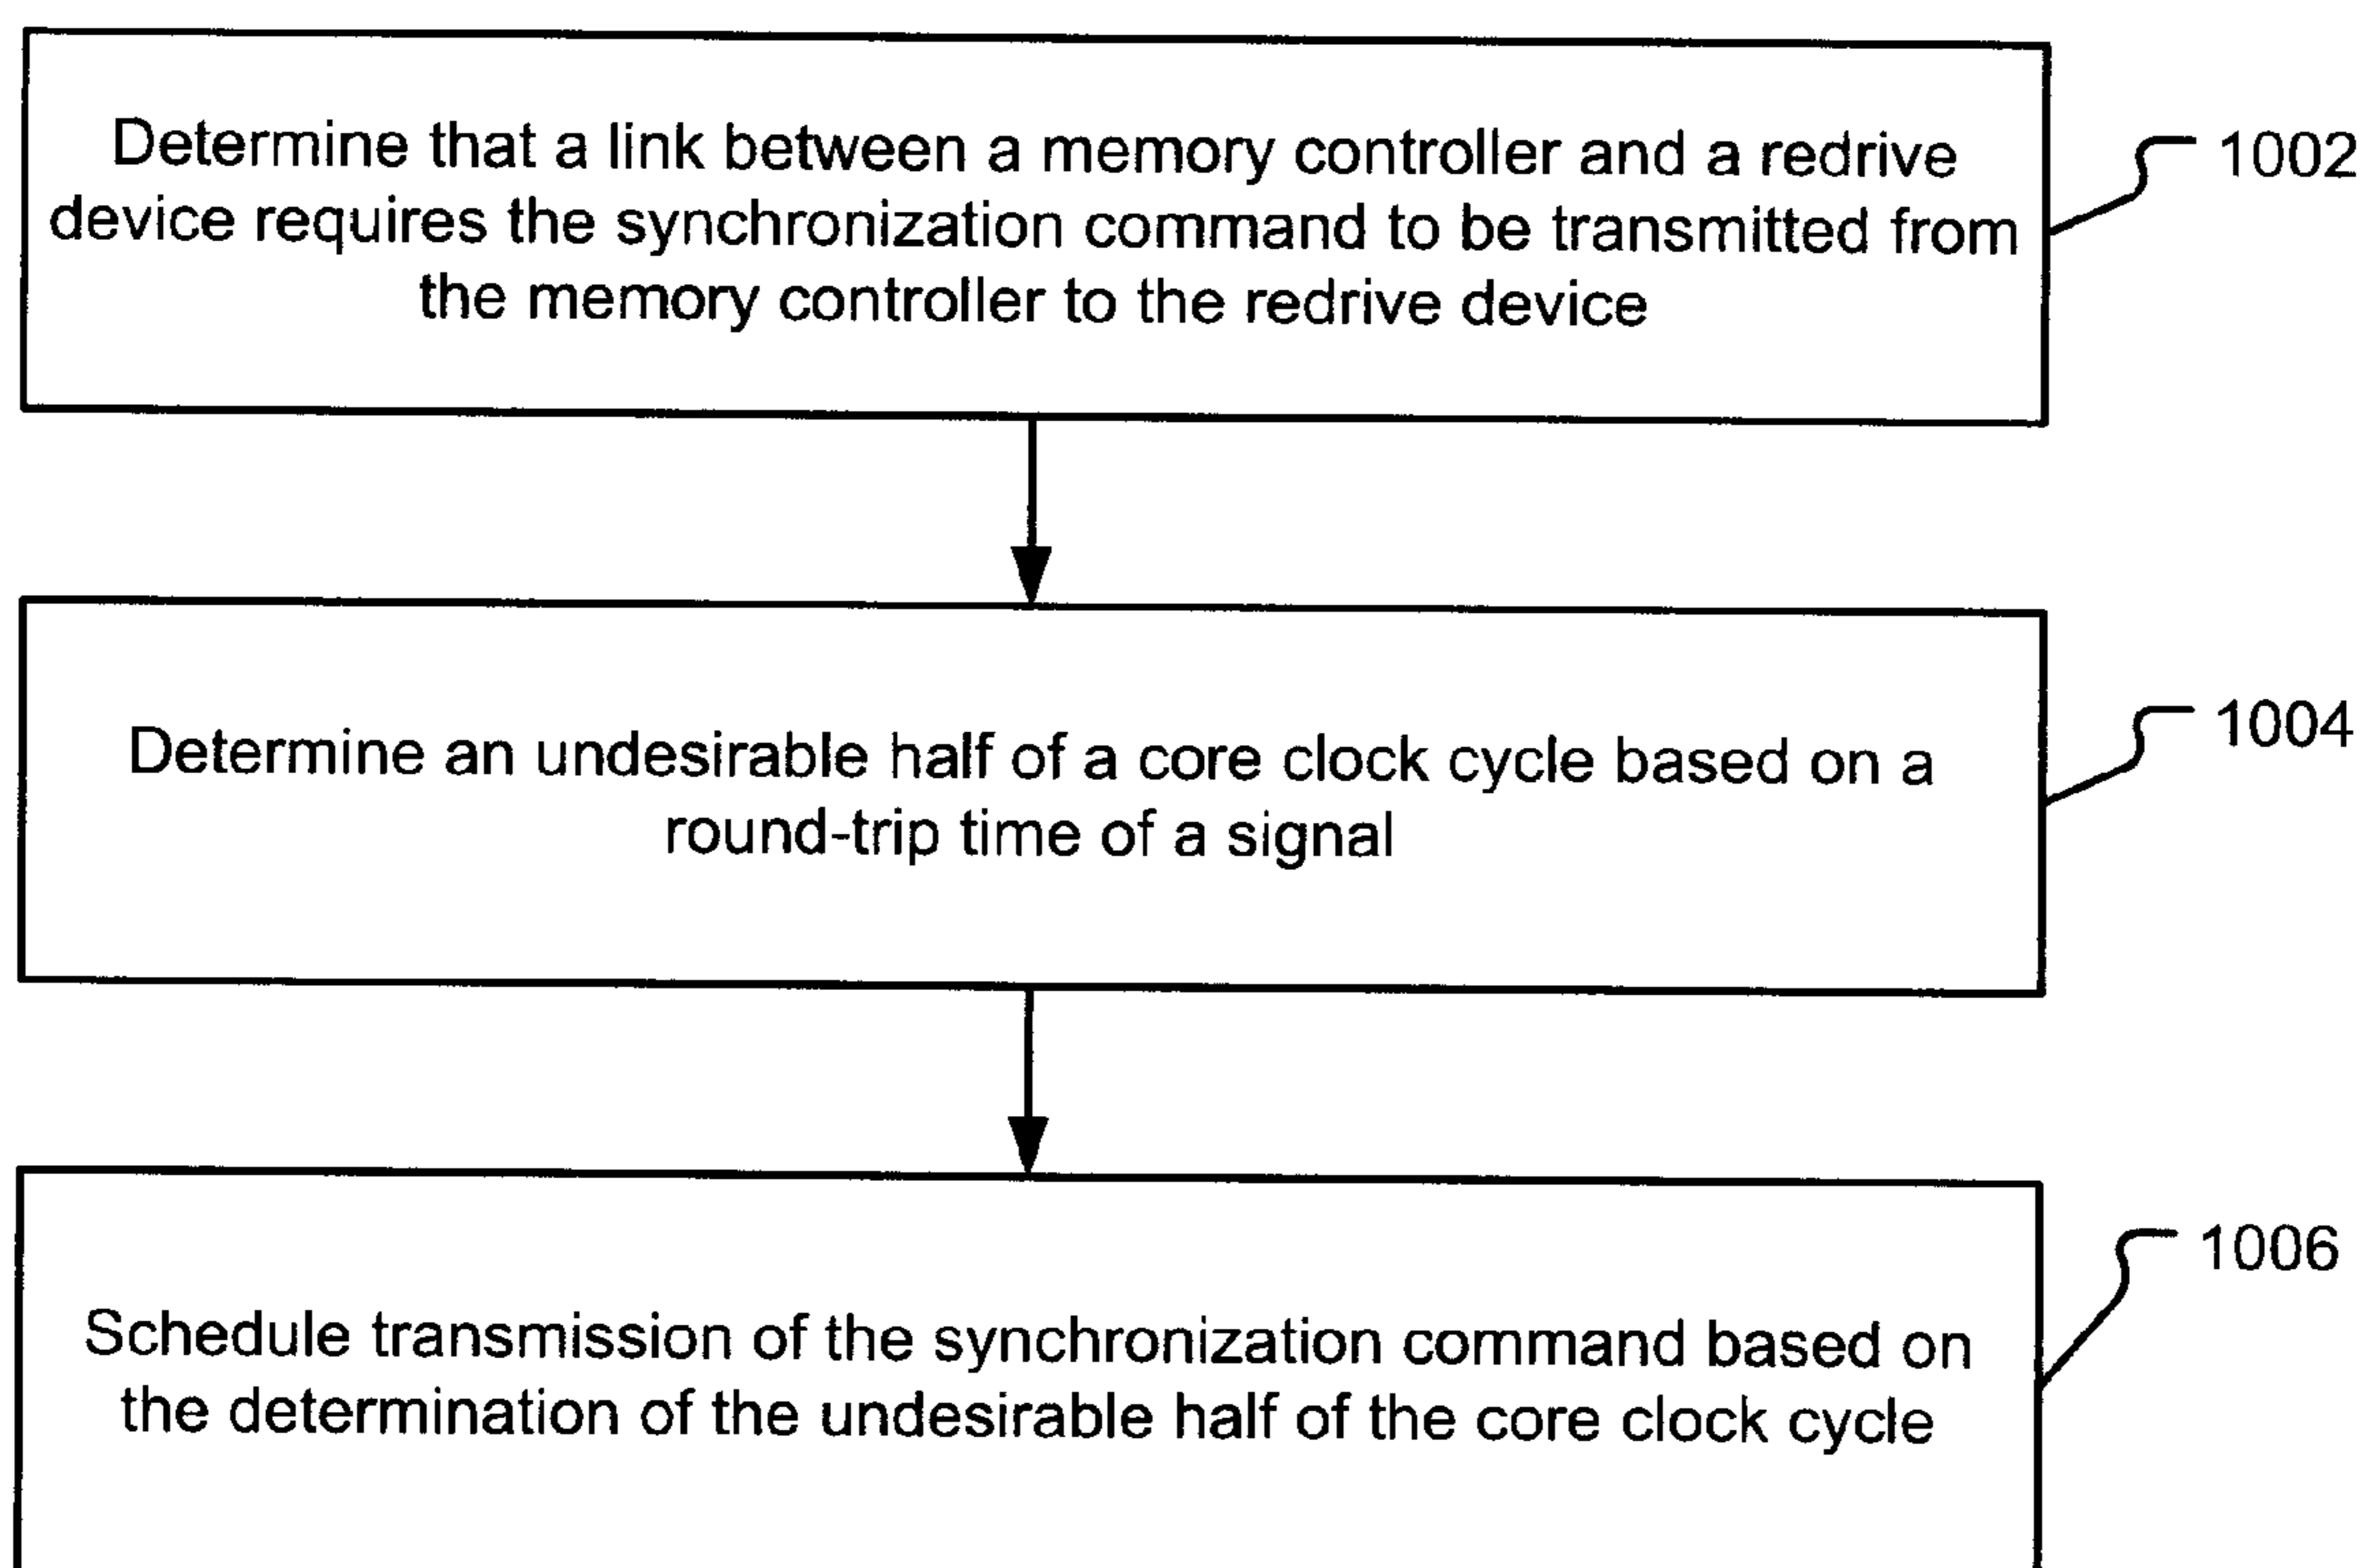 Determine that a link between a memory controller and a redrive
device requires the synchronization command to be transmitted from
the memory controller to the redrive device
1002
Determine an undesirable half of a core clock cycle based on a
round-trip time of a signal
1004
Schedule transmission of the synchronization command based on
the determination of the undesirable half of the core clock cycle
1006